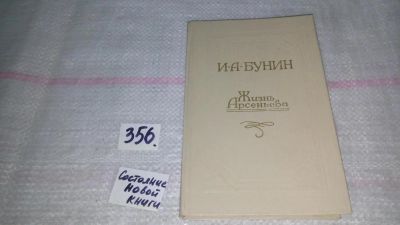 И·А·БУНИН
Жизнь
Арсеньева
356.
Состояние
новой
книги